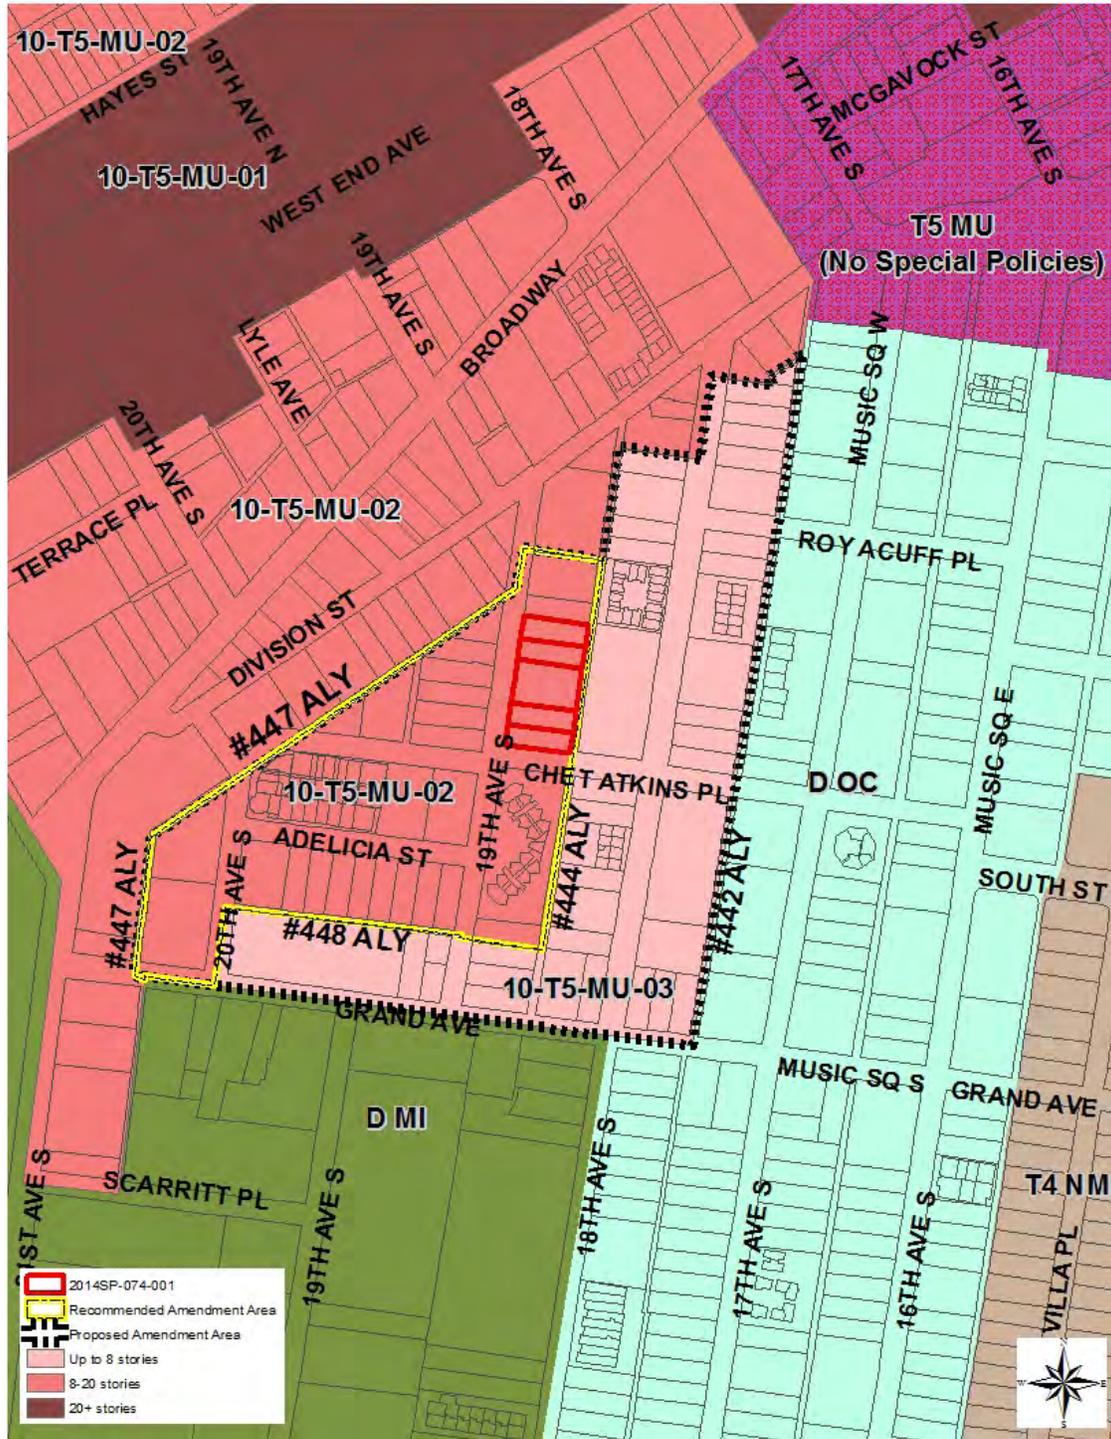 10-T5-MU-02
HAYES ST
19TH AVE N
10-T5-MU-01
WEST END AVE
18TH AVE S
17TH AVE S
MCGAVOCK ST
16TH AVE S
T5 MU
(No Special Policies)
19TH AVE S
BROADWAY
LYLE AVE
20TH AVE S
MUSIC SQ W
TERRACE PL
10-T5-MU-02
ROY ACUFF PL
DIVISION ST
#447 ALY
MUSIC SQ E
19TH AVE S
CHET ATKINS PL
D OC
10-T5-MU-02
ADELICIA ST
#447 ALY
20TH AVE S
#448 ALY
#444 ALY
#442 ALY
SOUTH ST
10-T5-MU-03
GRAND AVE
MUSIC SQ S
GRAND AVE
D MI
SCARRITT PL
19TH AVE S
18TH AVE S
17TH AVE S
16TH AVE S
T4 NM
VILLA PL
AVE S
2014SP-074-001
Recommended Amendment Area
Proposed Amendment Area
Up to 8 stories
8-20 stories
20+ stories
N
W
E
S